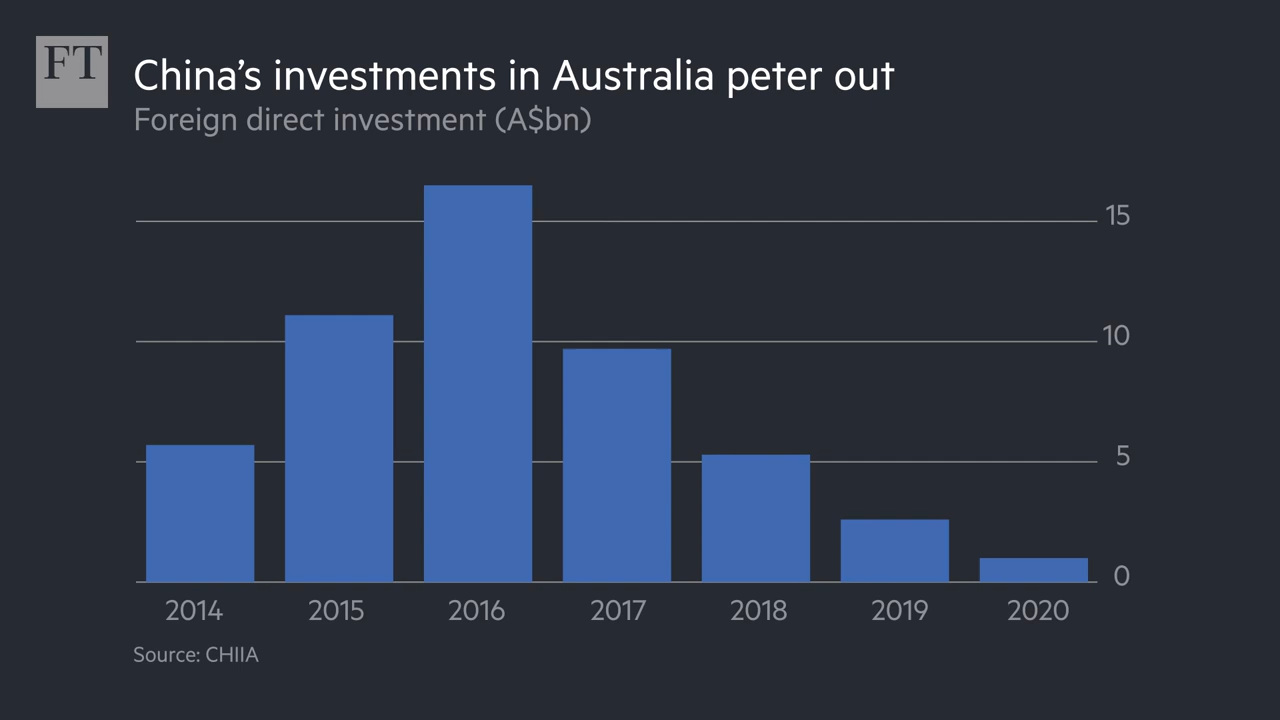 FT
China’s investments in Australia peter out
Foreign direct investment (A$bn)
15
10
5
0
2014 2015 2016 2017 2018 2019 2020
Source: CHIIA